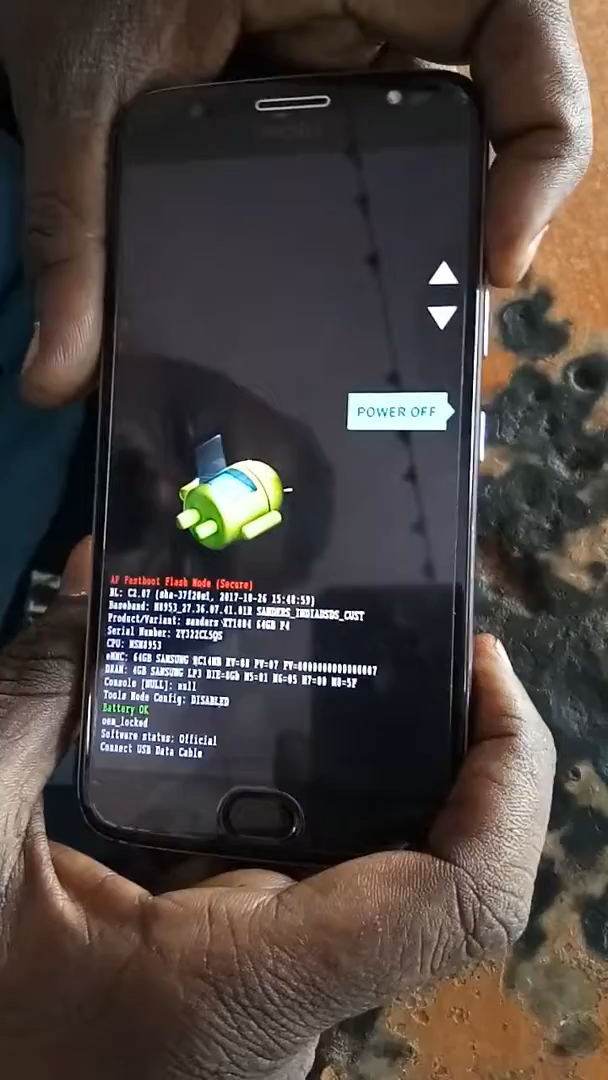 POWER OFF
AP Fastboot Flash Mode (Secure)
BL: C2.07 (sha-37f20e1, 2017-10-26 15:48:59)
Baseband: M8953_27.36.07.41.01R SANDERS_INDIADSDS_CUST
Product/Variant: sanders XT1804 64GB P4
Serial Number: ZY322CL5QS
CPU: MSM8953
eMMC: 64GB SAMSUNG RC14MB RV=08 PV=07 FV=0000000000000007
DRAM: 4GB SAMSUNG LP3 DIE=8Gb M5=01 M6=05 M7=00 M8=5F
Console [NULL]: null
Tools Mode Config: DISABLED
Battery OK
oem_locked
Software status: Official
Connect USB Data Cable